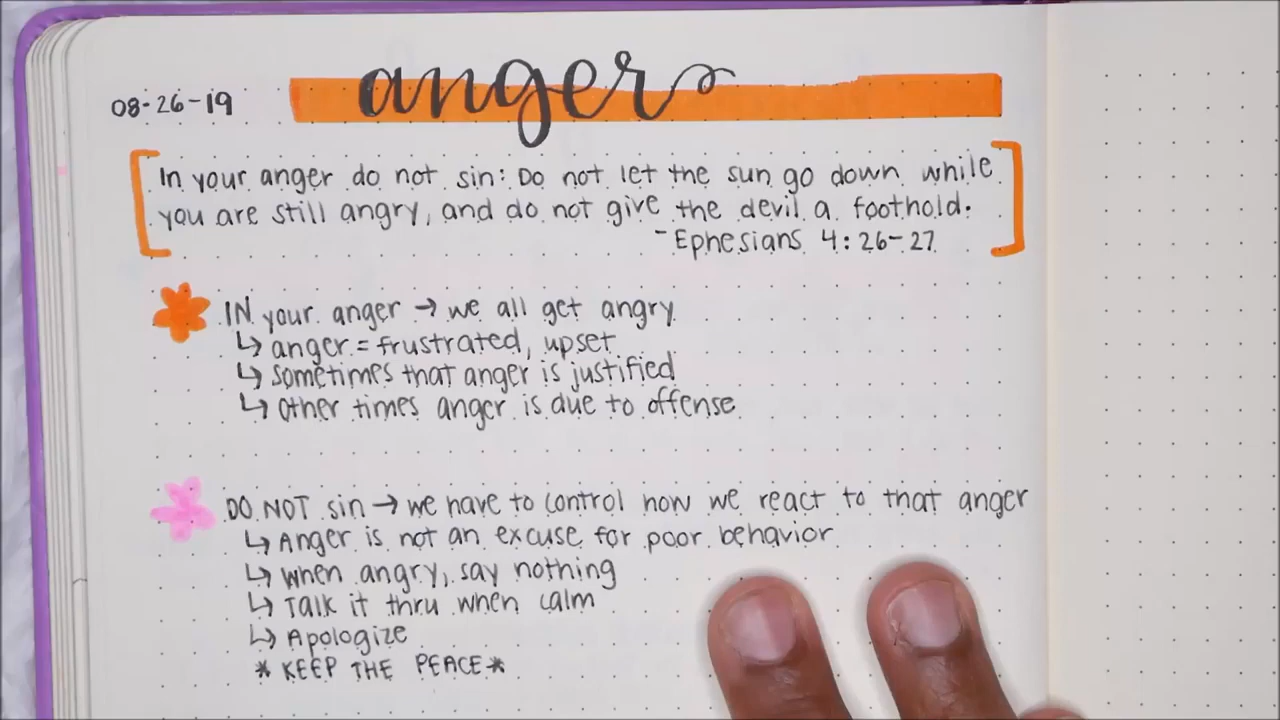 08-26-19
anger
In your anger do not sin: Do not let the sun go down while
you are still angry, and do not give the devil a foothold.
-Ephesians 4:26-27
IN your anger → we all get angry
↳ anger = frustrated, upset
↳ sometimes that anger is justified
↳ other times anger is due to offense
DO NOT sin → we have to control how we react to that anger
↳ Anger is not an excuse for poor behavior
↳ when angry, say nothing
↳ Talk it thru when calm
↳ Apologize
* KEEP THE PEACE *